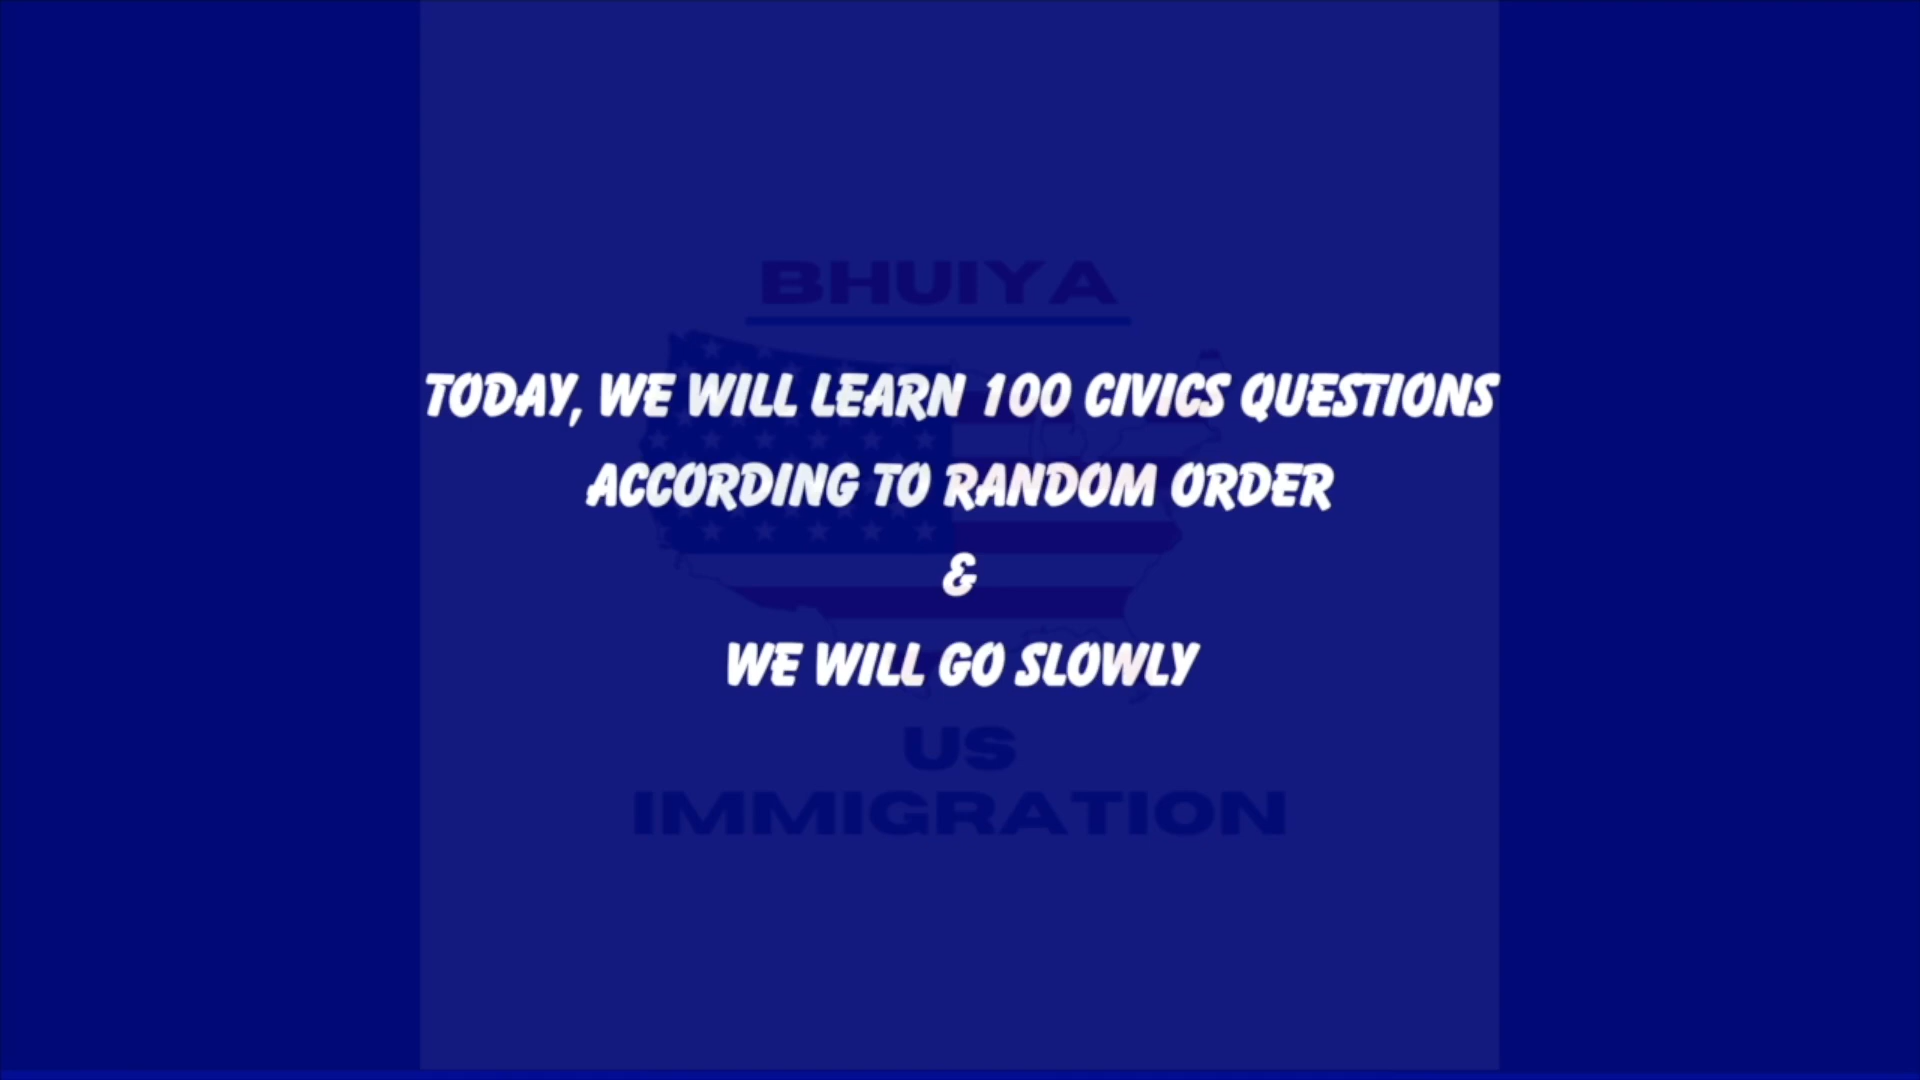 BHUIYA
TODAY, WE WILL LEARN 100 CIVICS QUESTIONS
ACCORDING TO RANDOM ORDER
&
WE WILL GO SLOWLY
US
IMMIGRATION